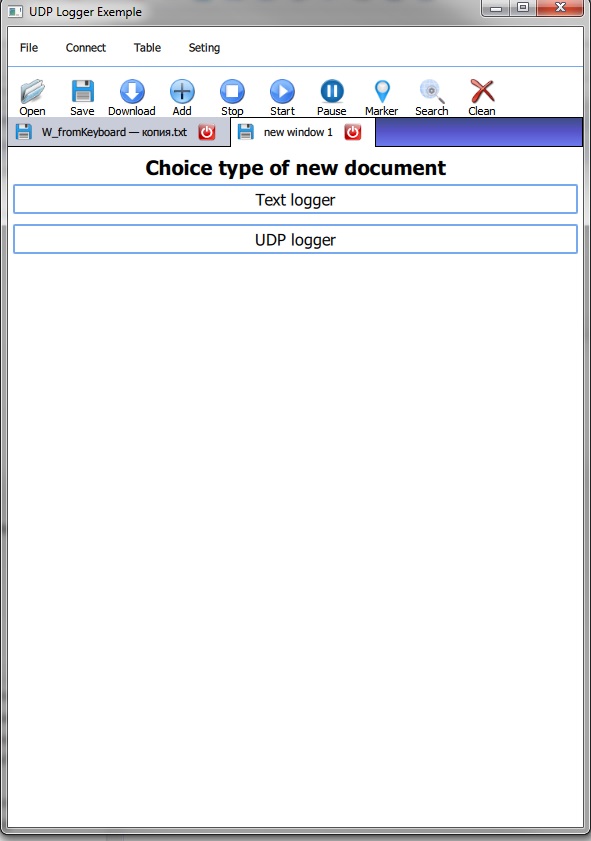 UDP Logger Exemple
File Connect Table Seting
Open Save Download Add Stop Start Pause Marker Search Clean
W_fromKeyboard — копия.txt new window 1
Choice type of new document
Text logger
UDP logger